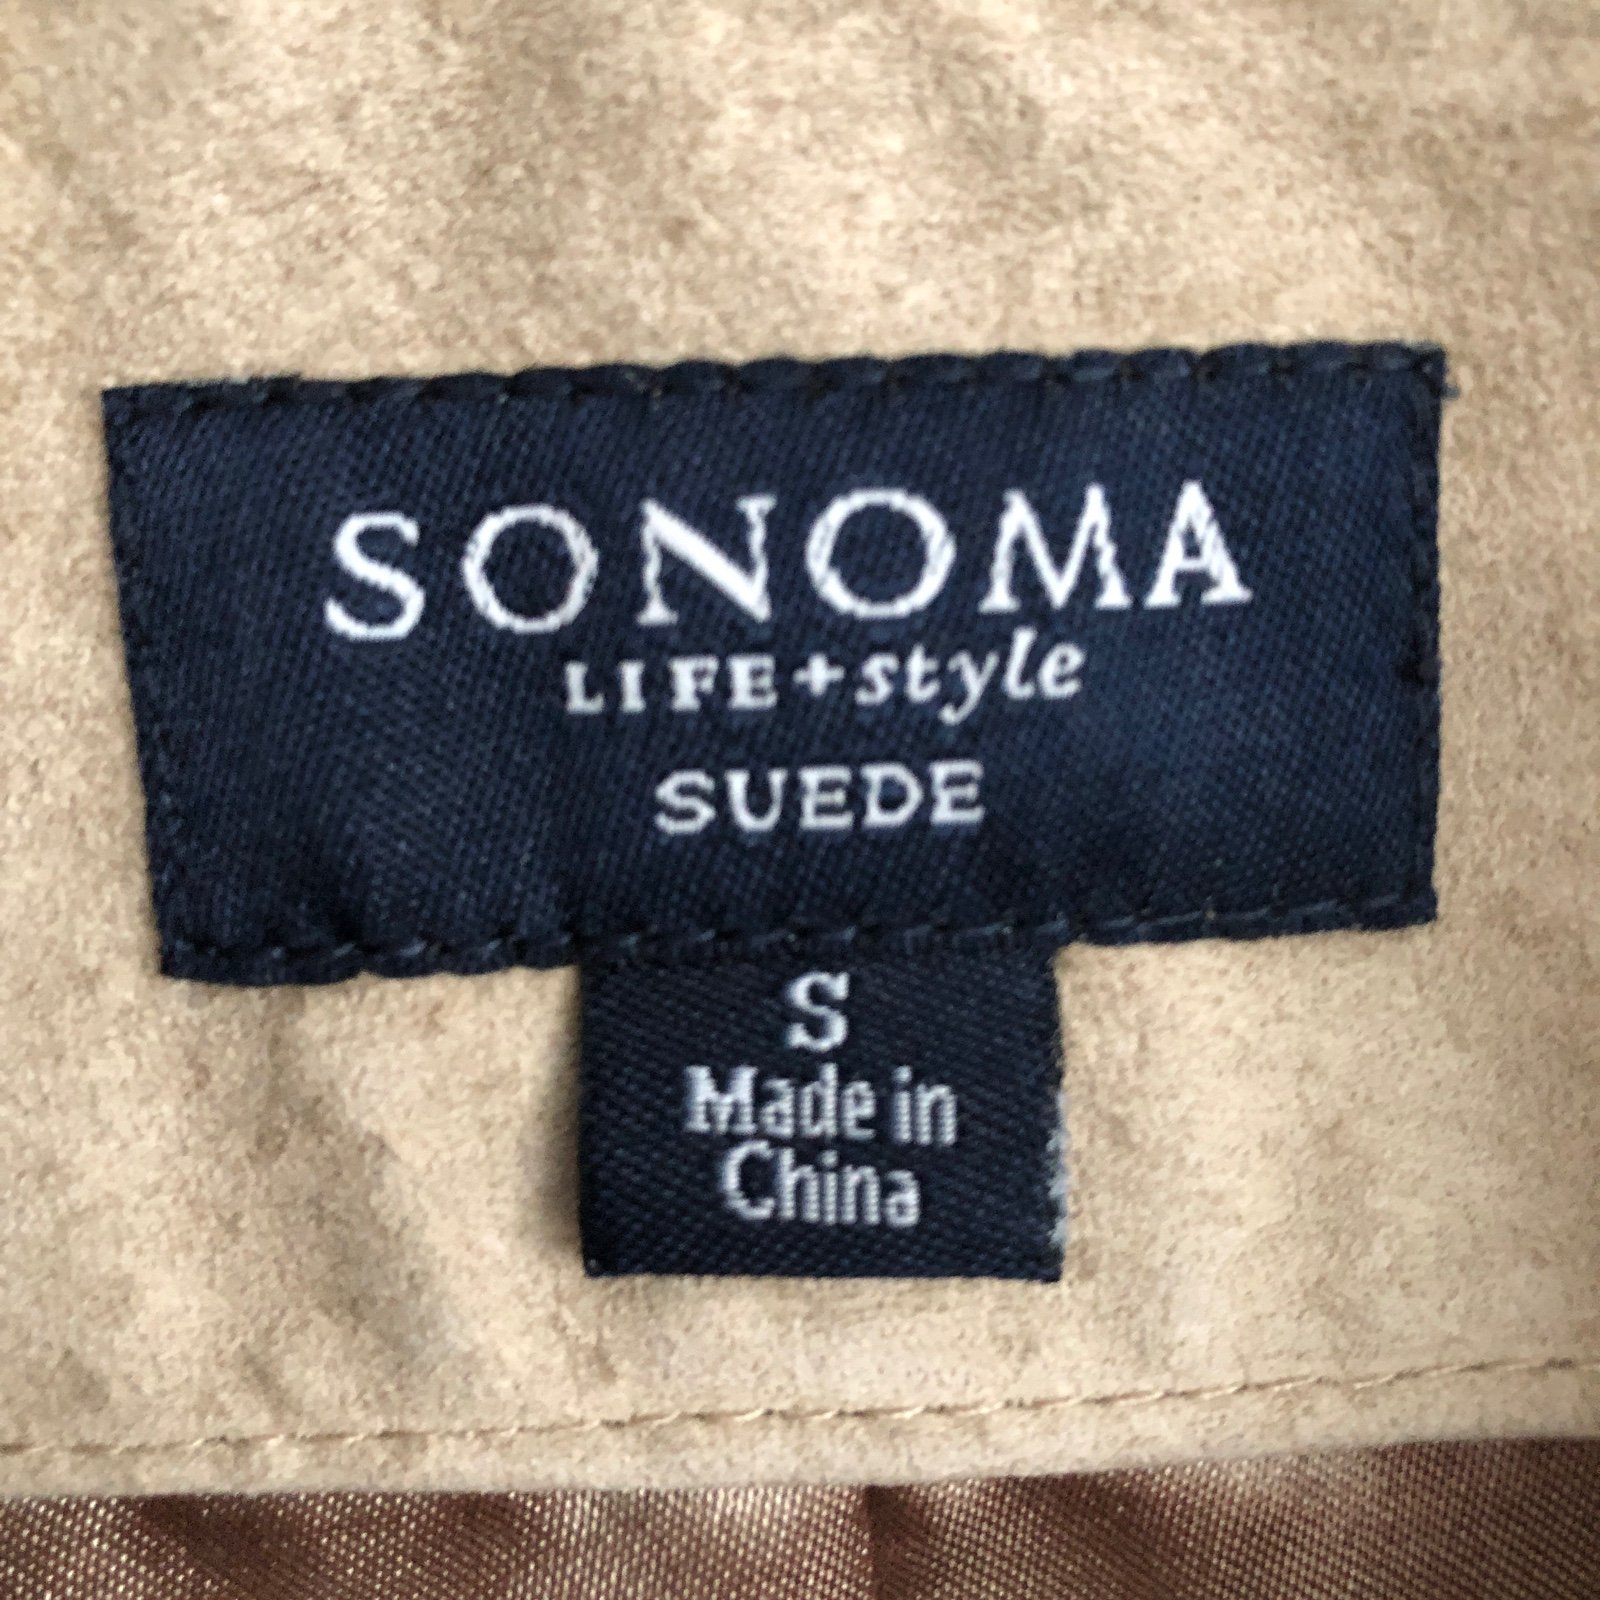 SONOMA
LIFE+style
SUEDE
S
Made in
China